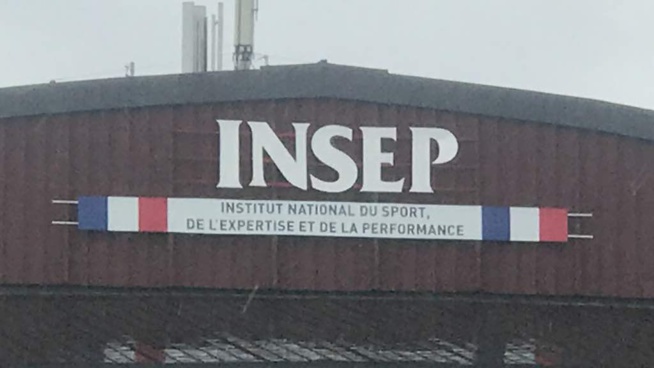 INSEP
INSTITUT NATIONAL DU SPORT,
DE L'EXPERTISE ET DE LA PERFORMANCE